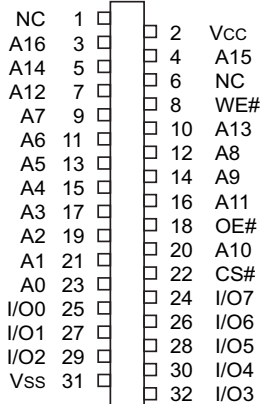 NC 1
2 Vcc
A16 3
4 A15
A14 5
6 NC
A12 7
8 WE#
A7 9
10 A13
A6 11
12 A8
A5 13
14 A9
A4 15
16 A11
A3 17
18 OE#
A2 19
20 A10
A1 21
22 CS#
A0 23
24 I/O7
I/O0 25
26 I/O6
I/O1 27
28 I/O5
I/O2 29
30 I/O4
Vss 31
32 I/O3